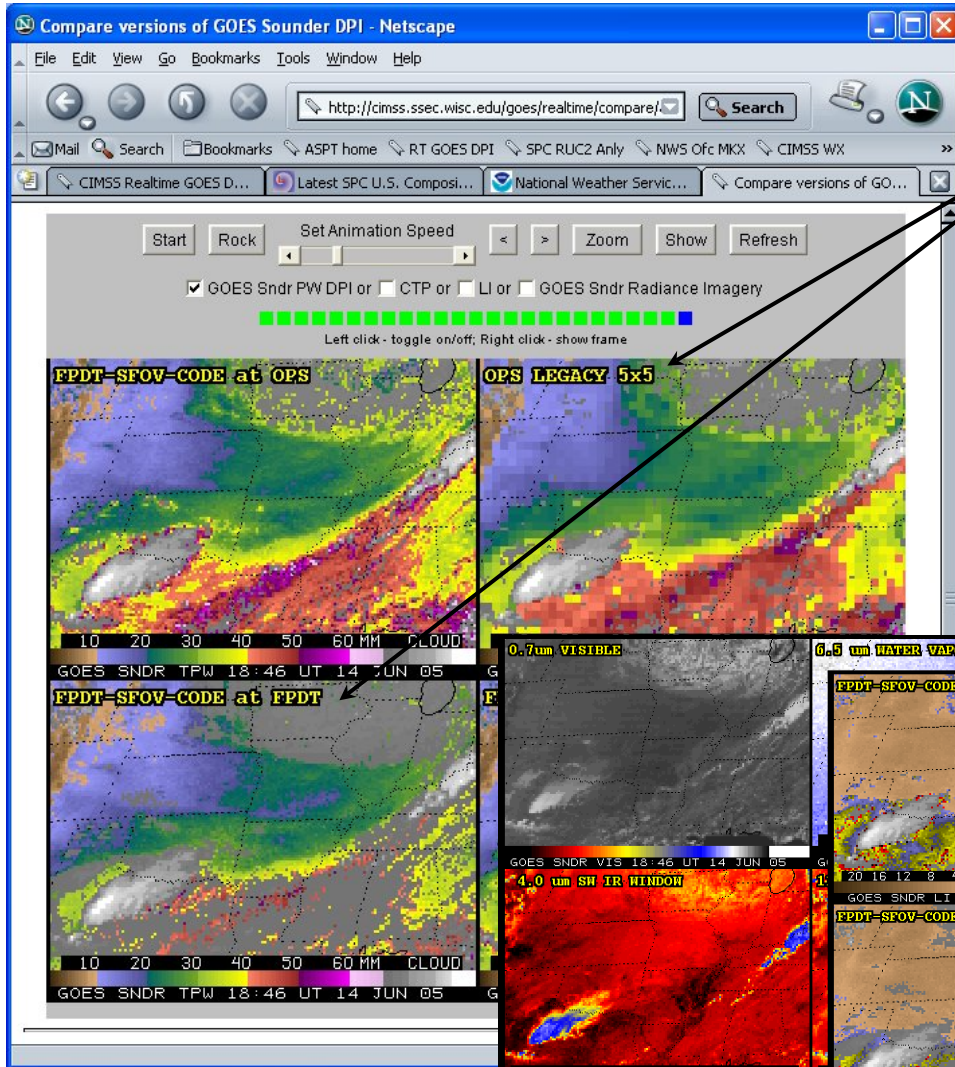 Compare versions of GOES Sounder DPI - Netscape
File Edit View Go Bookmarks Tools Window Help
http://cimss.ssec.wisc.edu/goes/realtime/compare/ Search
Mail Search Bookmarks ASPT home RT GOES DPI SPC RUC2 Anly NWS Ofc MKX CIMSS WX »
CIMSS Realtime GOES D... Latest SPC U.S. Composi... National Weather Servic... Compare versions of GO...
Start Rock Set Animation Speed < > Zoom Show Refresh
GOES Sndr PW DPI or CTP or LI or GOES Sndr Radiance Imagery
Left click - toggle on/off; Right click - show frame
FPDT-SFOV-CODE at OPS
OPS LEGACY 5x5
10 20 30 40 50 60 MM CLOUD
GOES SNDR TPW 18:46 UT 14 JUN 05
FPDT-SFOV-CODE at FPDT
10 20 30 40 50 60 MM CLOUD
GOES SNDR TPW 18:46 UT 14 JUN 05
0.7um VISIBLE
GOES SNDR VIS 18:46 UT 14 JUN 05
4.0 um SW IR WINDOW
6.5 um WATER VAP
FPDT-SFOV-CODE
20 16 12 8
GOES SNDR LI
FPDT-SFOV-CODE